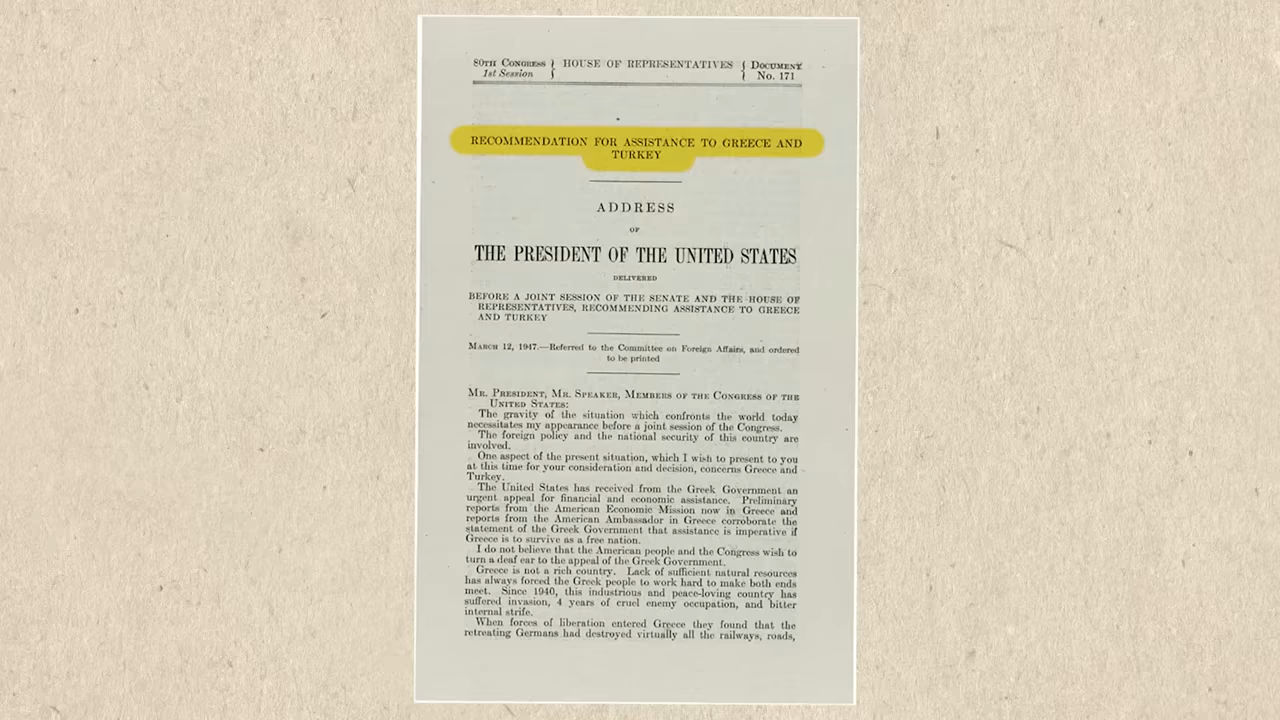 80TH CONGRESS } HOUSE OF REPRESENTATIVES { DOCUMENT
1st Session } { No. 171
RECOMMENDATION FOR ASSISTANCE TO GREECE AND
TURKEY
ADDRESS
OF
THE PRESIDENT OF THE UNITED STATES
DELIVERED
BEFORE A JOINT SESSION OF THE SENATE AND THE HOUSE OF
REPRESENTATIVES, RECOMMENDING ASSISTANCE TO GREECE
AND TURKEY
MARCH 12, 1947.—Referred to the Committee on Foreign Affairs, and ordered
to be printed
MR. PRESIDENT, MR. SPEAKER, MEMBERS OF THE CONGRESS OF THE
UNITED STATES:
The gravity of the situation which confronts the world today
necessitates my appearance before a joint session of the Congress.
The foreign policy and the national security of this country are
involved.
One aspect of the present situation, which I wish to present to you
at this time for your consideration and decision, concerns Greece and
Turkey.
The United States has received from the Greek Government an
urgent appeal for financial and economic assistance. Preliminary
reports from the American Economic Mission now in Greece and
reports from the American Ambassador in Greece corroborate the
statement of the Greek Government that assistance is imperative if
Greece is to survive as a free nation.
I do not believe that the American people and the Congress wish to
turn a deaf ear to the appeal of the Greek Government.
Greece is not a rich country. Lack of sufficient natural resources
has always forced the Greek people to work hard to make both ends
meet. Since 1940, this industrious and peace-loving country has
suffered invasion, 4 years of cruel enemy occupation, and bitter
internal strife.
When forces of liberation entered Greece they found that the
retreating Germans had destroyed virtually all the railways, roads,